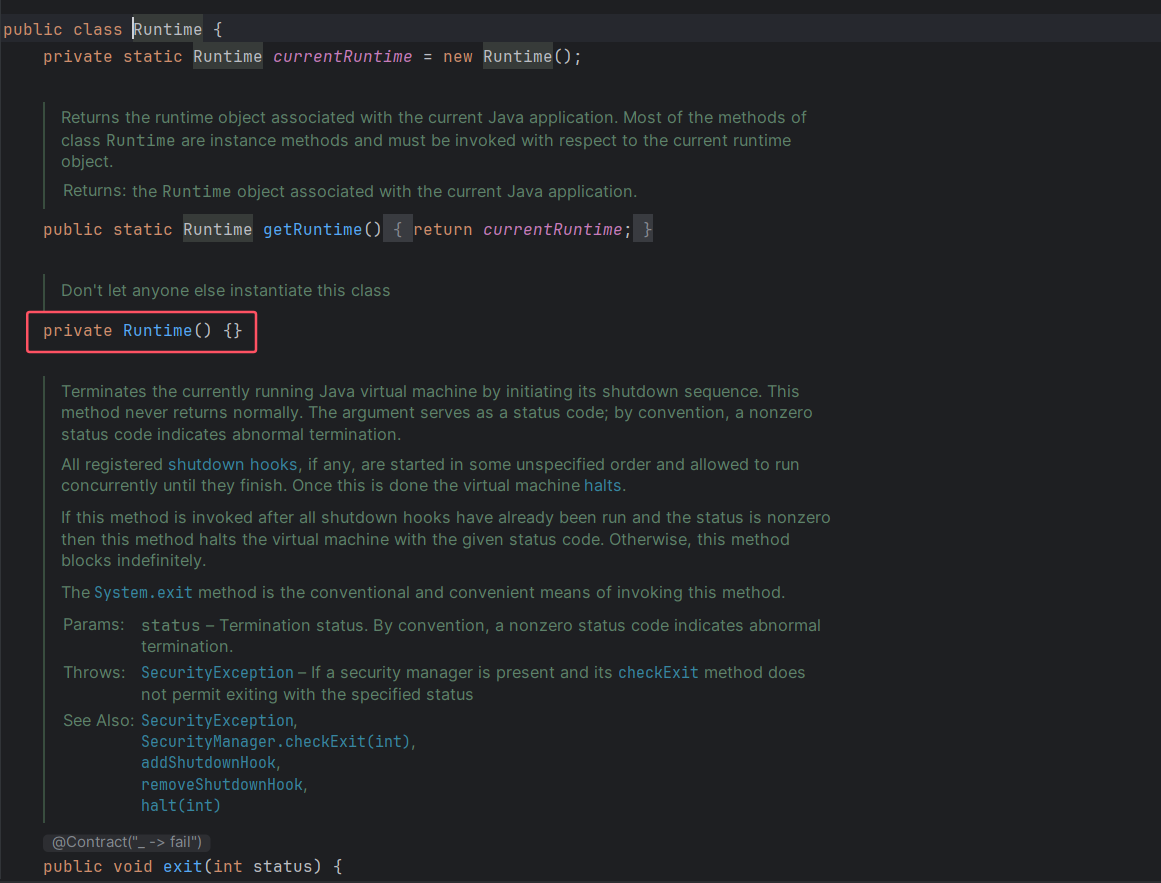 public class Runtime {
private static Runtime currentRuntime = new Runtime();
Returns the runtime object associated with the current Java application. Most of the methods of
class Runtime are instance methods and must be invoked with respect to the current runtime
object.
Returns: the Runtime object associated with the current Java application.
public static Runtime getRuntime() { return currentRuntime; }
Don't let anyone else instantiate this class
private Runtime() {}
Terminates the currently running Java virtual machine by initiating its shutdown sequence. This
method never returns normally. The argument serves as a status code; by convention, a nonzero
status code indicates abnormal termination.
All registered shutdown hooks, if any, are started in some unspecified order and allowed to run
concurrently until they finish. Once this is done the virtual machine halts.
If this method is invoked after all shutdown hooks have already been run and the status is nonzero
then this method halts the virtual machine with the given status code. Otherwise, this method
blocks indefinitely.
The System.exit method is the conventional and convenient means of invoking this method.
Params: status – Termination status. By convention, a nonzero status code indicates abnormal
termination.
Throws: SecurityException – If a security manager is present and its checkExit method does
not permit exiting with the specified status
See Also: SecurityException,
SecurityManager.checkExit(int),
addShutdownHook,
removeShutdownHook,
halt(int)
@Contract("_ -> fail")
public void exit(int status) {